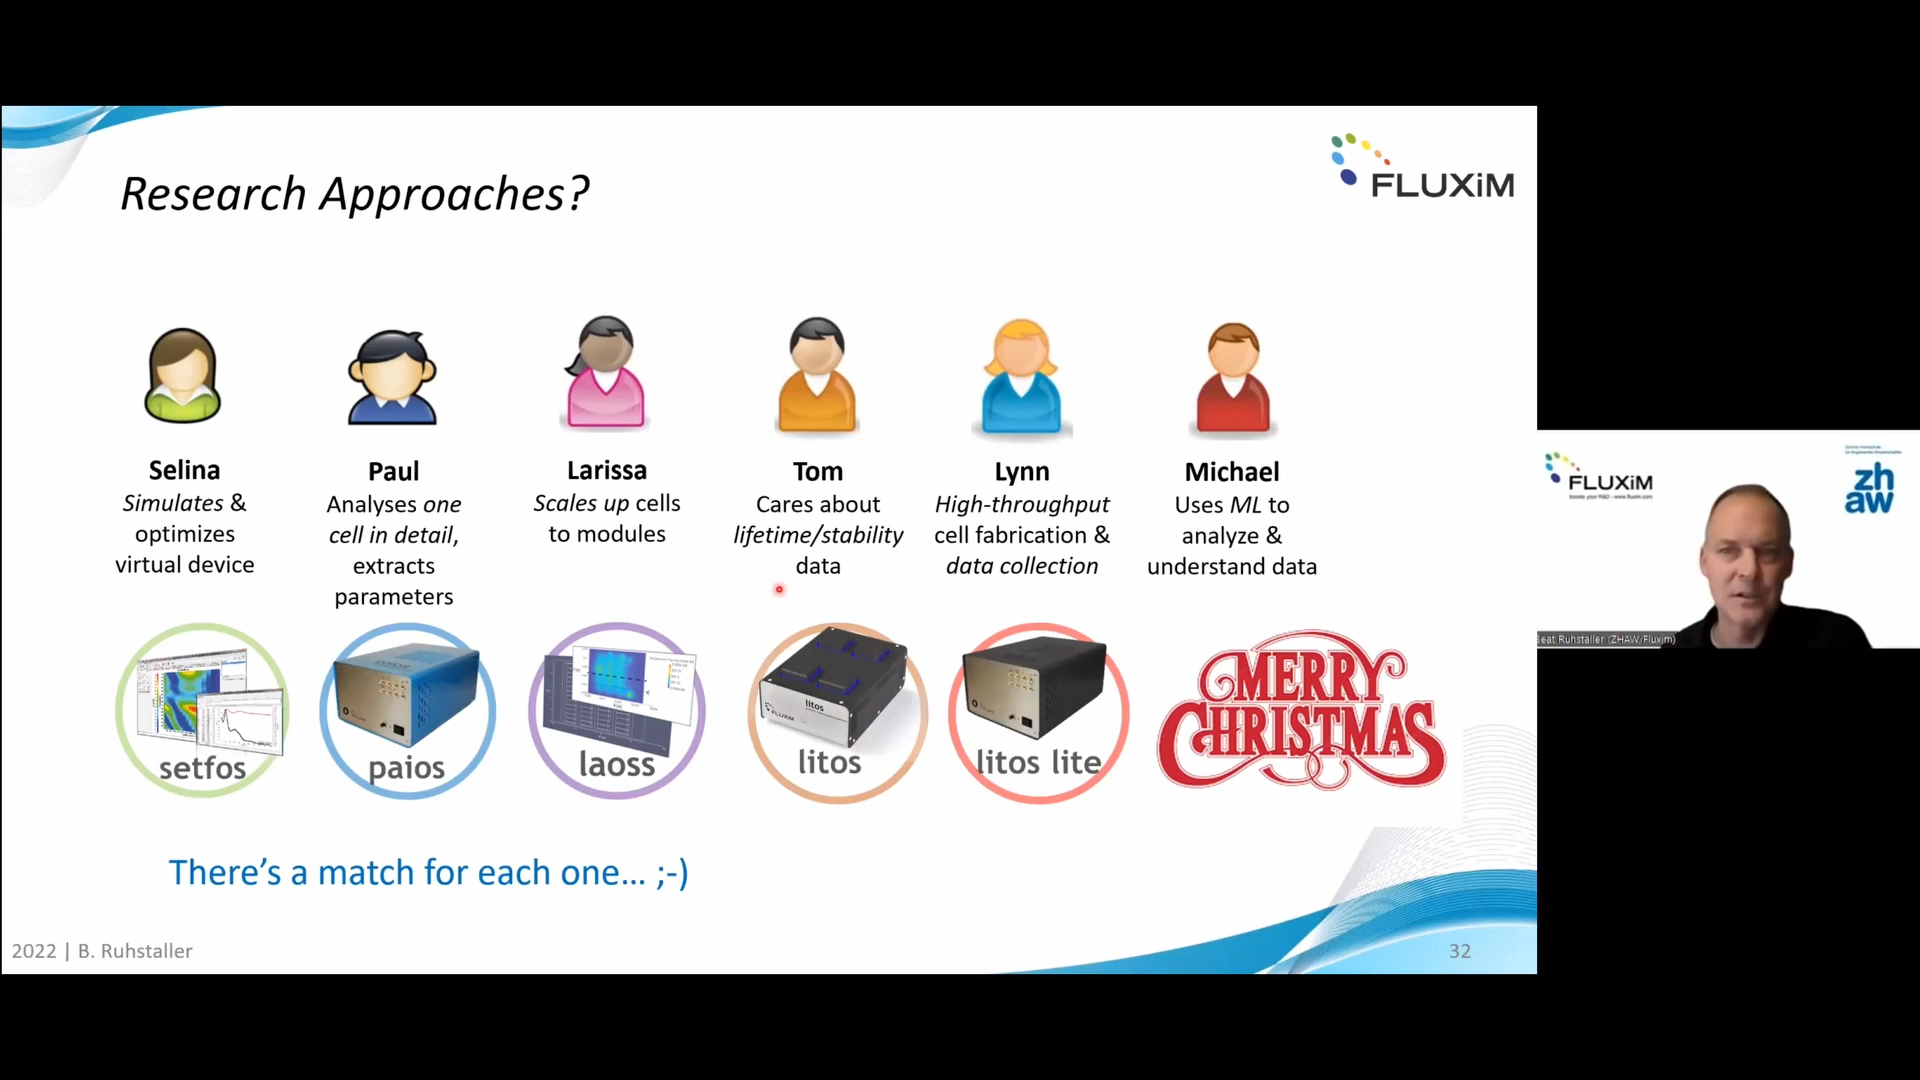 Research Approaches?
FLUXiM
Selina
Simulates &
optimizes
virtual device
Paul
Analyses one
cell in detail,
extracts
parameters
Larissa
Scales up cells
to modules
Tom
Cares about
lifetime/stability
data
Lynn
High-throughput
cell fabrication &
data collection
Michael
Uses ML to
analyze &
understand data
setfos
paios
laoss
FLUXiM
litos
litos
litos lite
MERRY
CHRISTMAS
There's a match for each one... ;-)
2022 | B. Ruhstaller
32
FLUXiM
zh
aw
Beat Ruhstaller (ZHAW/Fluxim)